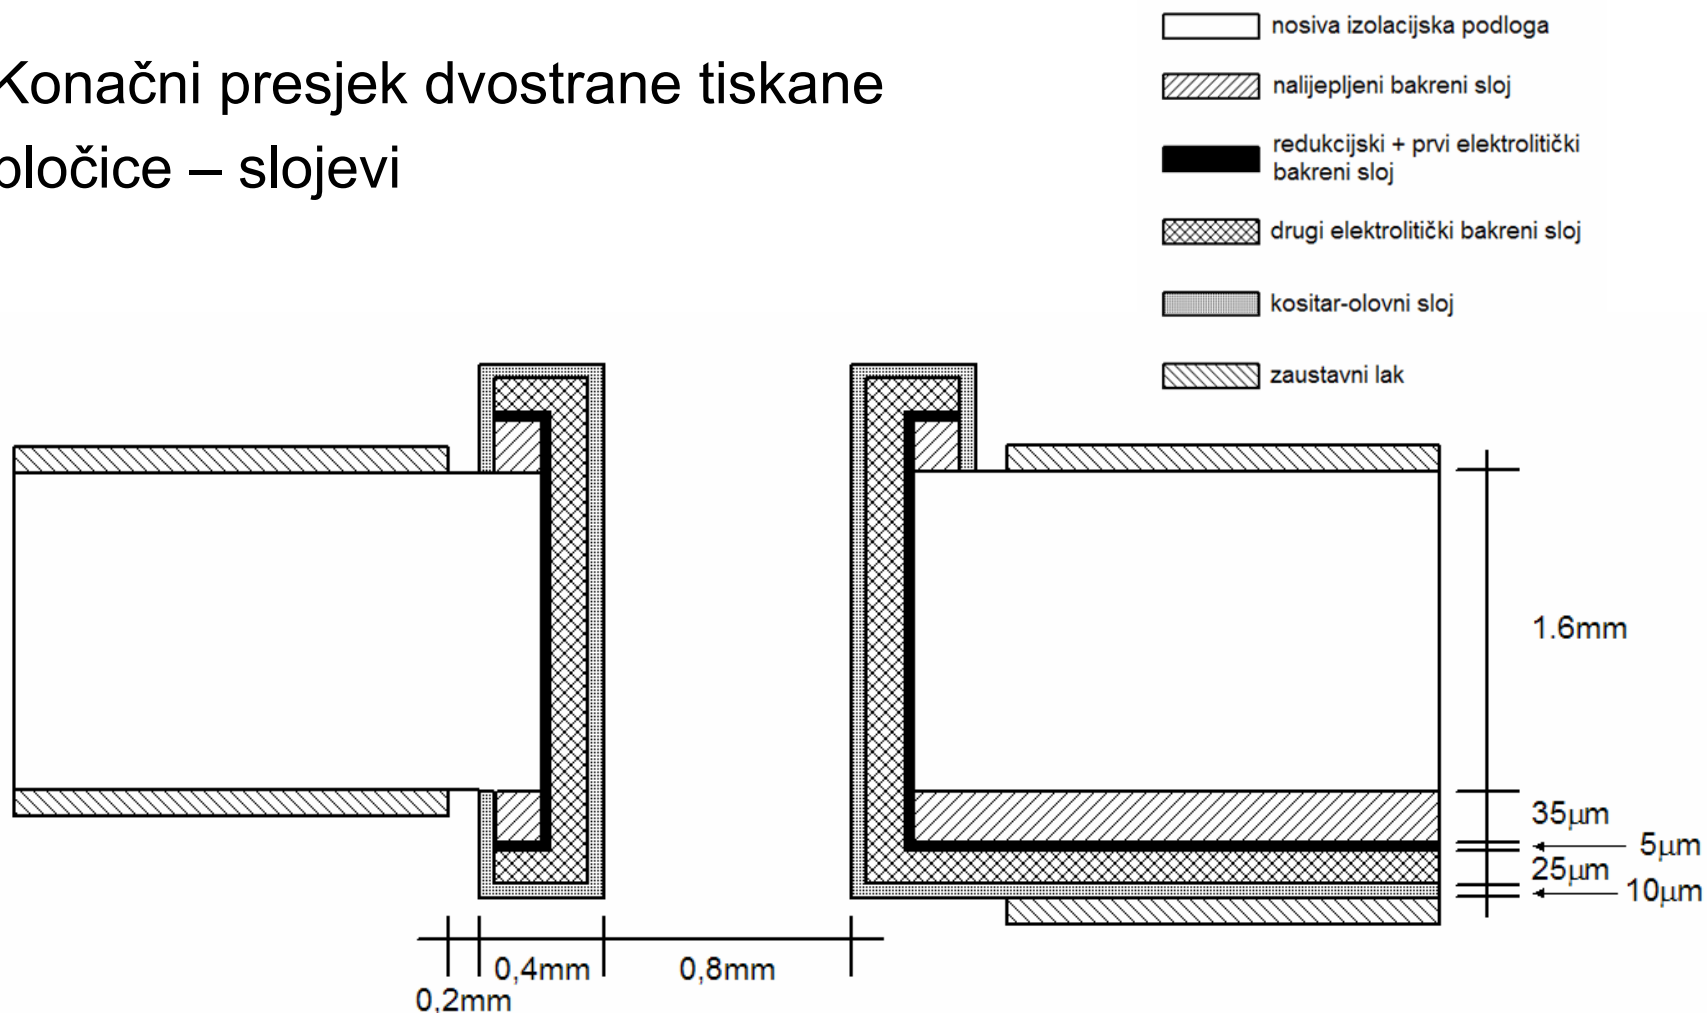 Konačni presjek dvostrane tiskane
pločice – slojevi
nosiva izolacijska podloga
nalijepljeni bakreni sloj
redukcijski + prvi elektrolitički
bakreni sloj
drugi elektrolitički bakreni sloj
kositar-olovni sloj
zaustavni lak
1.6mm
35μm
5μm
25μm
10μm
0,4mm
0,8mm
0,2mm